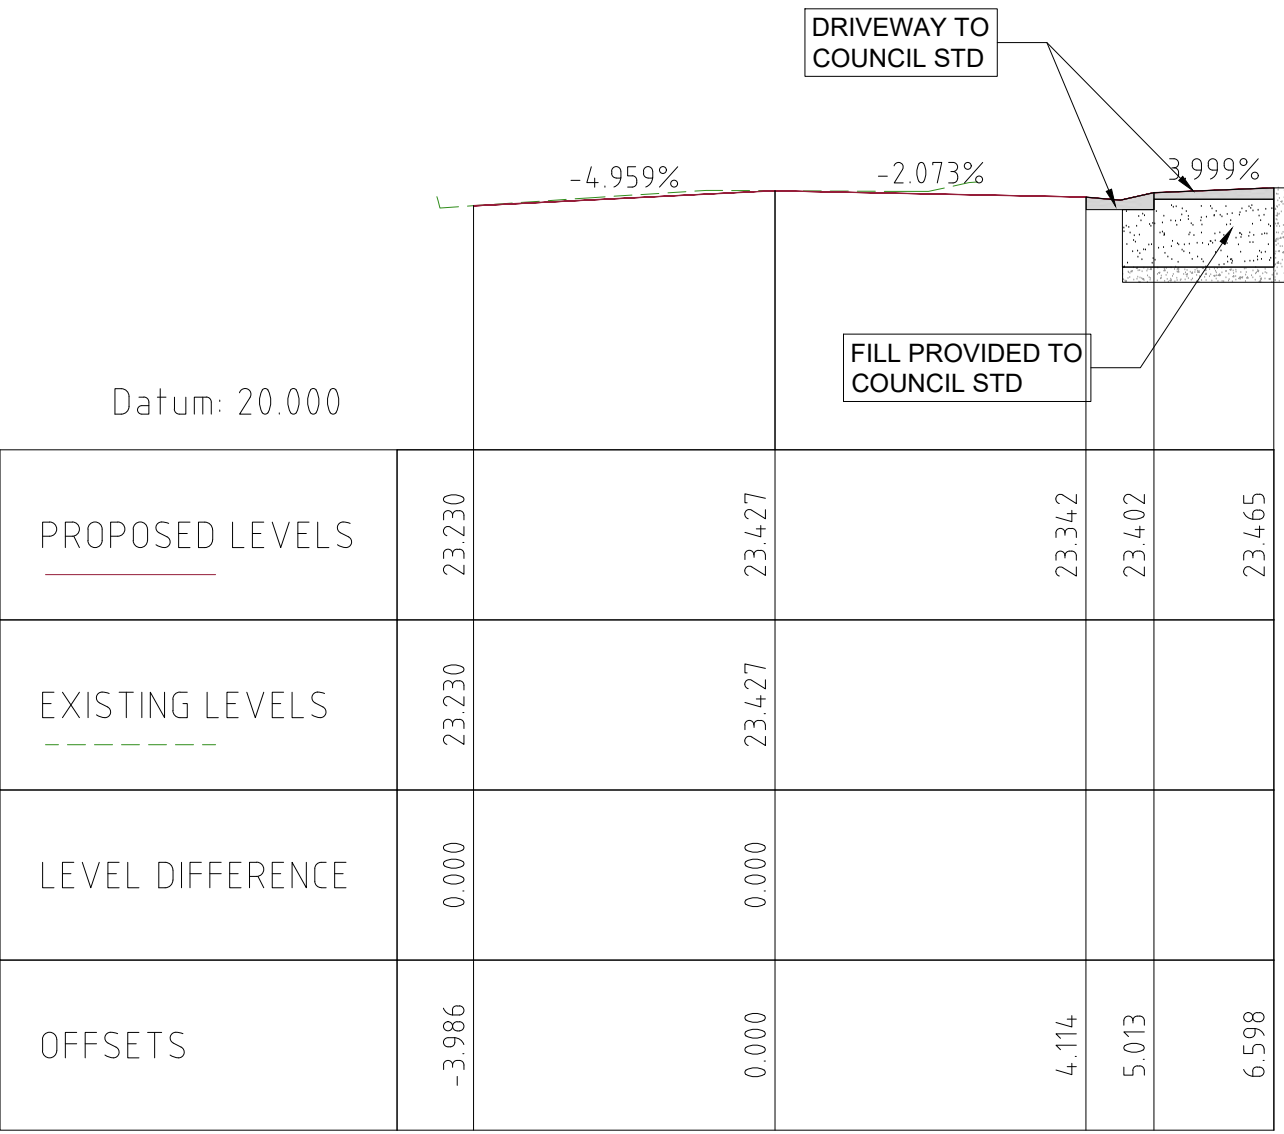 DRIVEWAY TO
COUNCIL STD
-4.959%
-2.073%
3.999%
FILL PROVIDED TO
COUNCIL STD
Datum: 20.000
PROPOSED LEVELS
23.230
23.427
23.342
23.402
23.465
EXISTING LEVELS
23.230
23.427
LEVEL DIFFERENCE
0.000
0.000
OFFSETS
-3.986
0.000
4.114
5.013
6.598